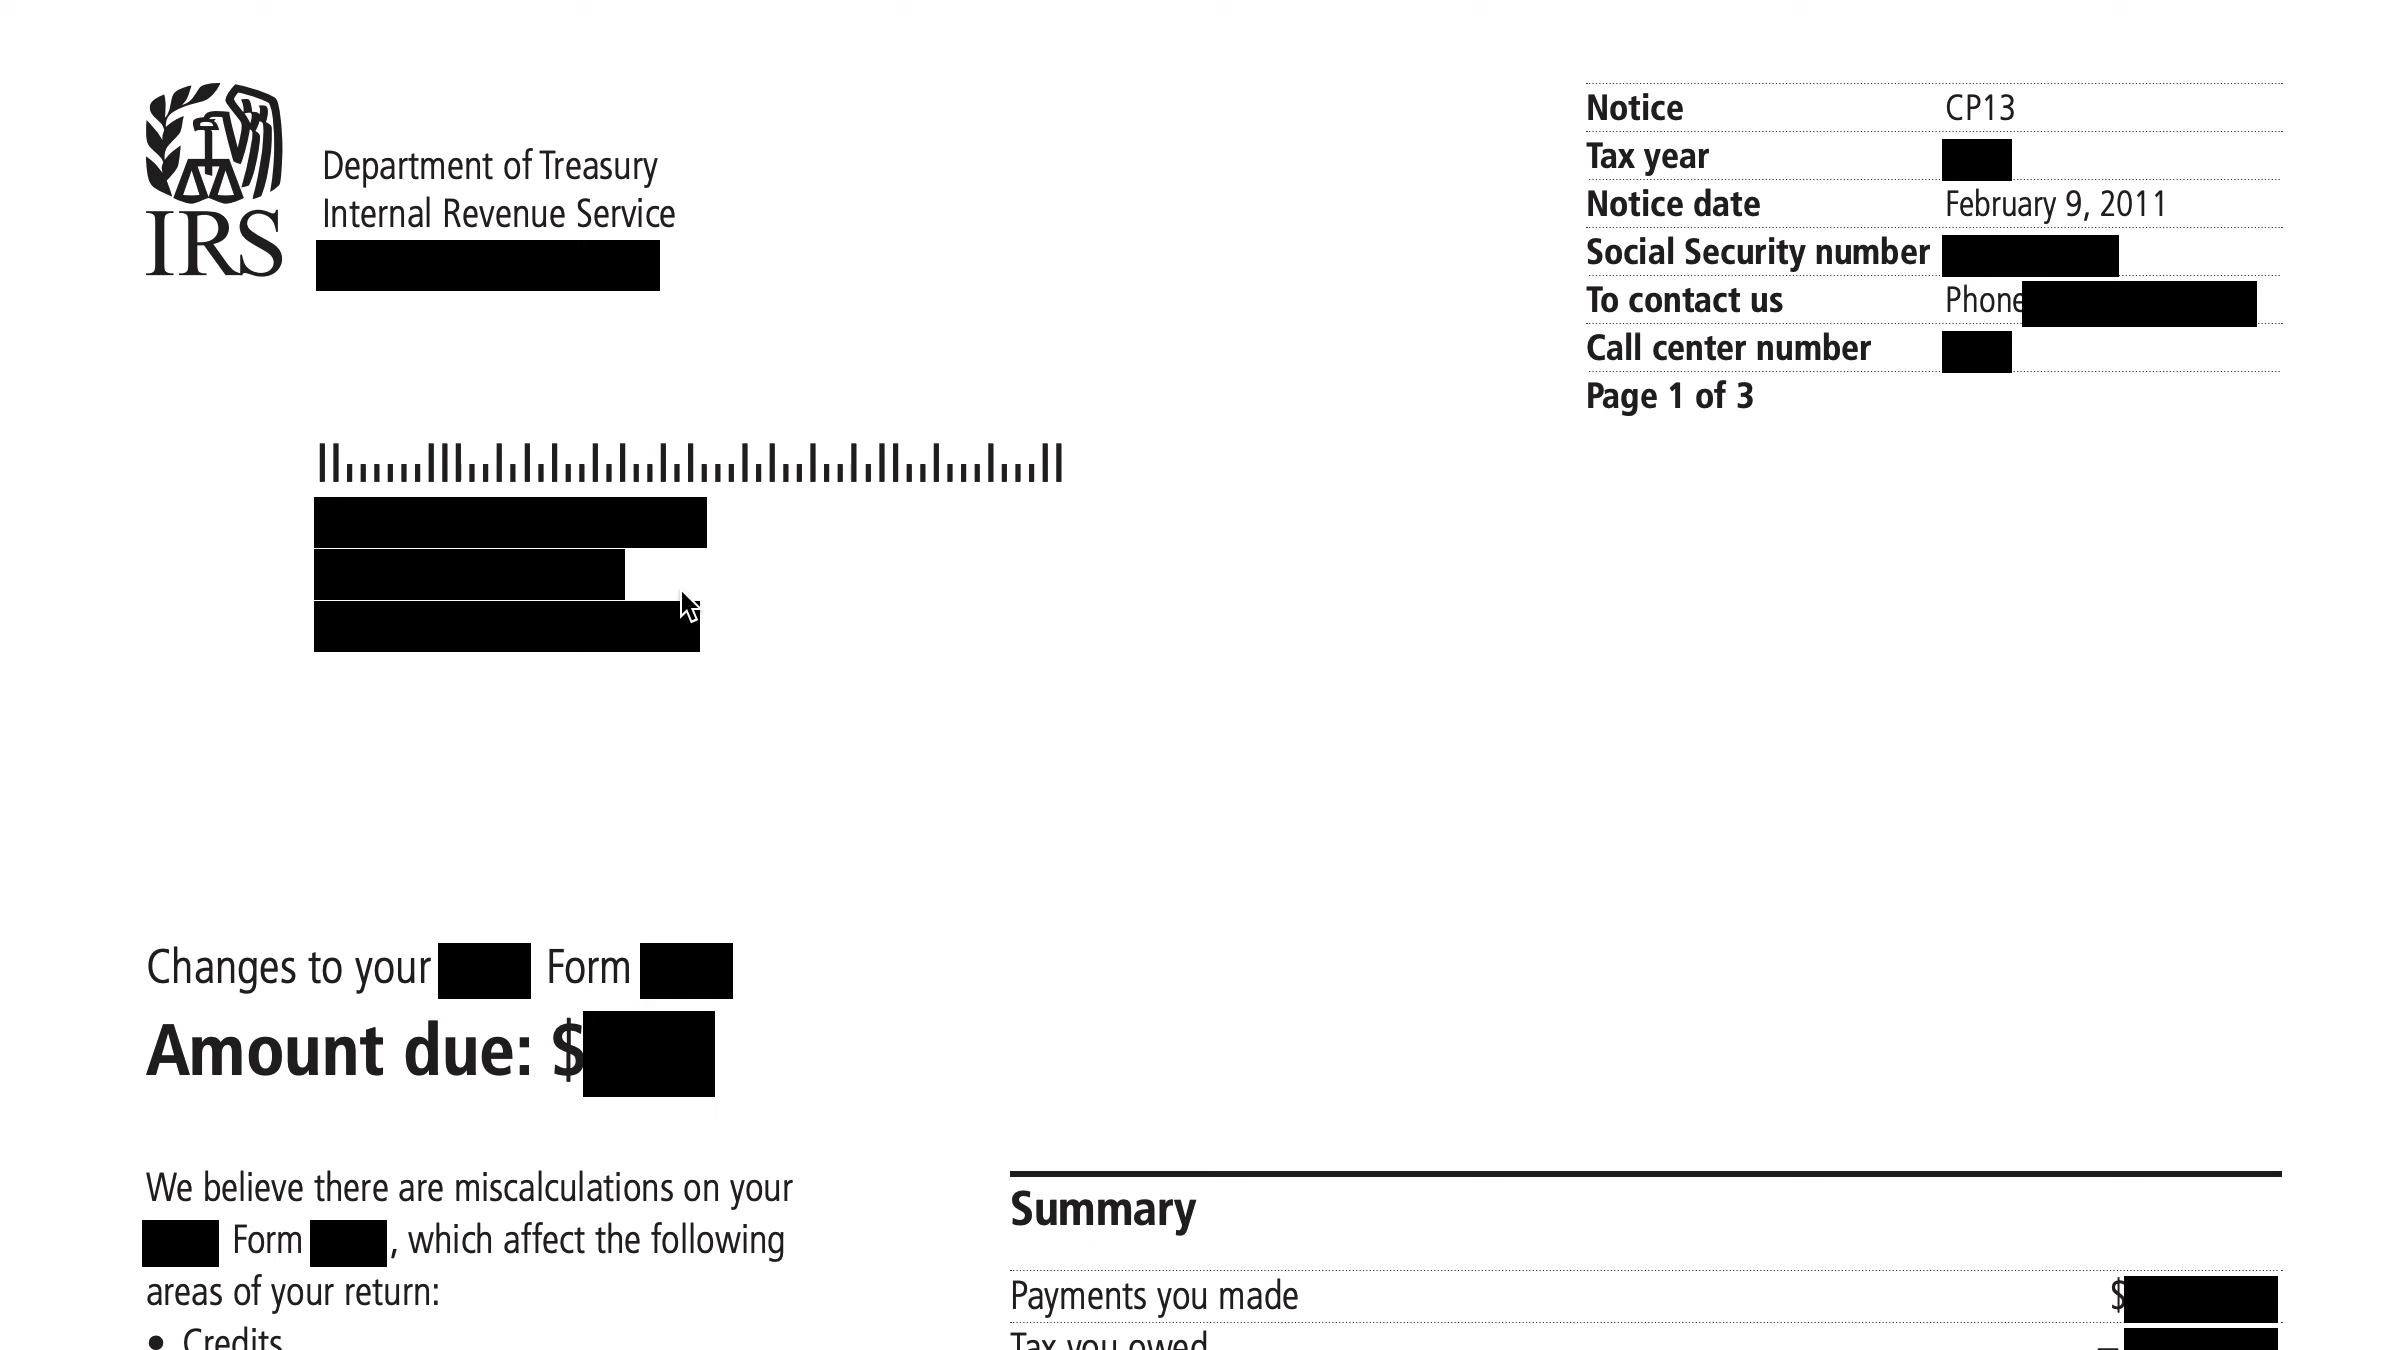 IRS
Department of Treasury
Internal Revenue Service
Notice CP13
Tax year
Notice date February 9, 2011
Social Security number
To contact us Phone
Call center number
Page 1 of 3
Changes to your Form
Amount due: $
We believe there are miscalculations on your
Form , which affect the following
areas of your return:
• Credits
Summary
Payments you made $
Tax you owed –